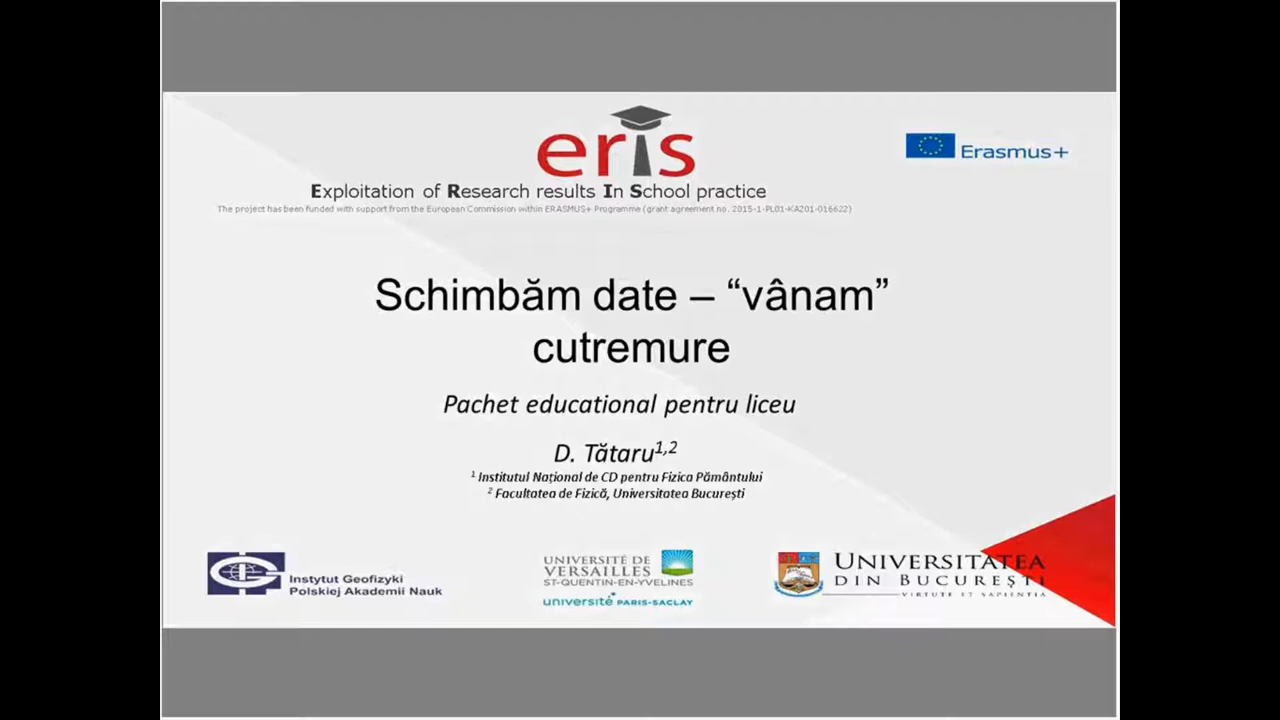 eris
Erasmus+
Exploitation of Research results In School practice
The project has been funded with support from the European Commission within ERASMUS+ Programme (grant agreement no. 2015-1-PL01-KA201-016622)
Schimbăm date – “vânam”
cutremure
Pachet educational pentru liceu
D. Tătaru1,2
1 Institutul Național de CD pentru Fizica Pământului
2 Facultatea de Fizică, Universitatea București
Instytut Geofizyki
Polskiej Akademii Nauk
UNIVERSITÉ DE
VERSAILLES
ST-QUENTIN-EN-YVELINES
université PARIS-SACLAY
UNIVERSITATEA
DIN BUCUREȘTI
VIRTUTE ET SAPIENTIA